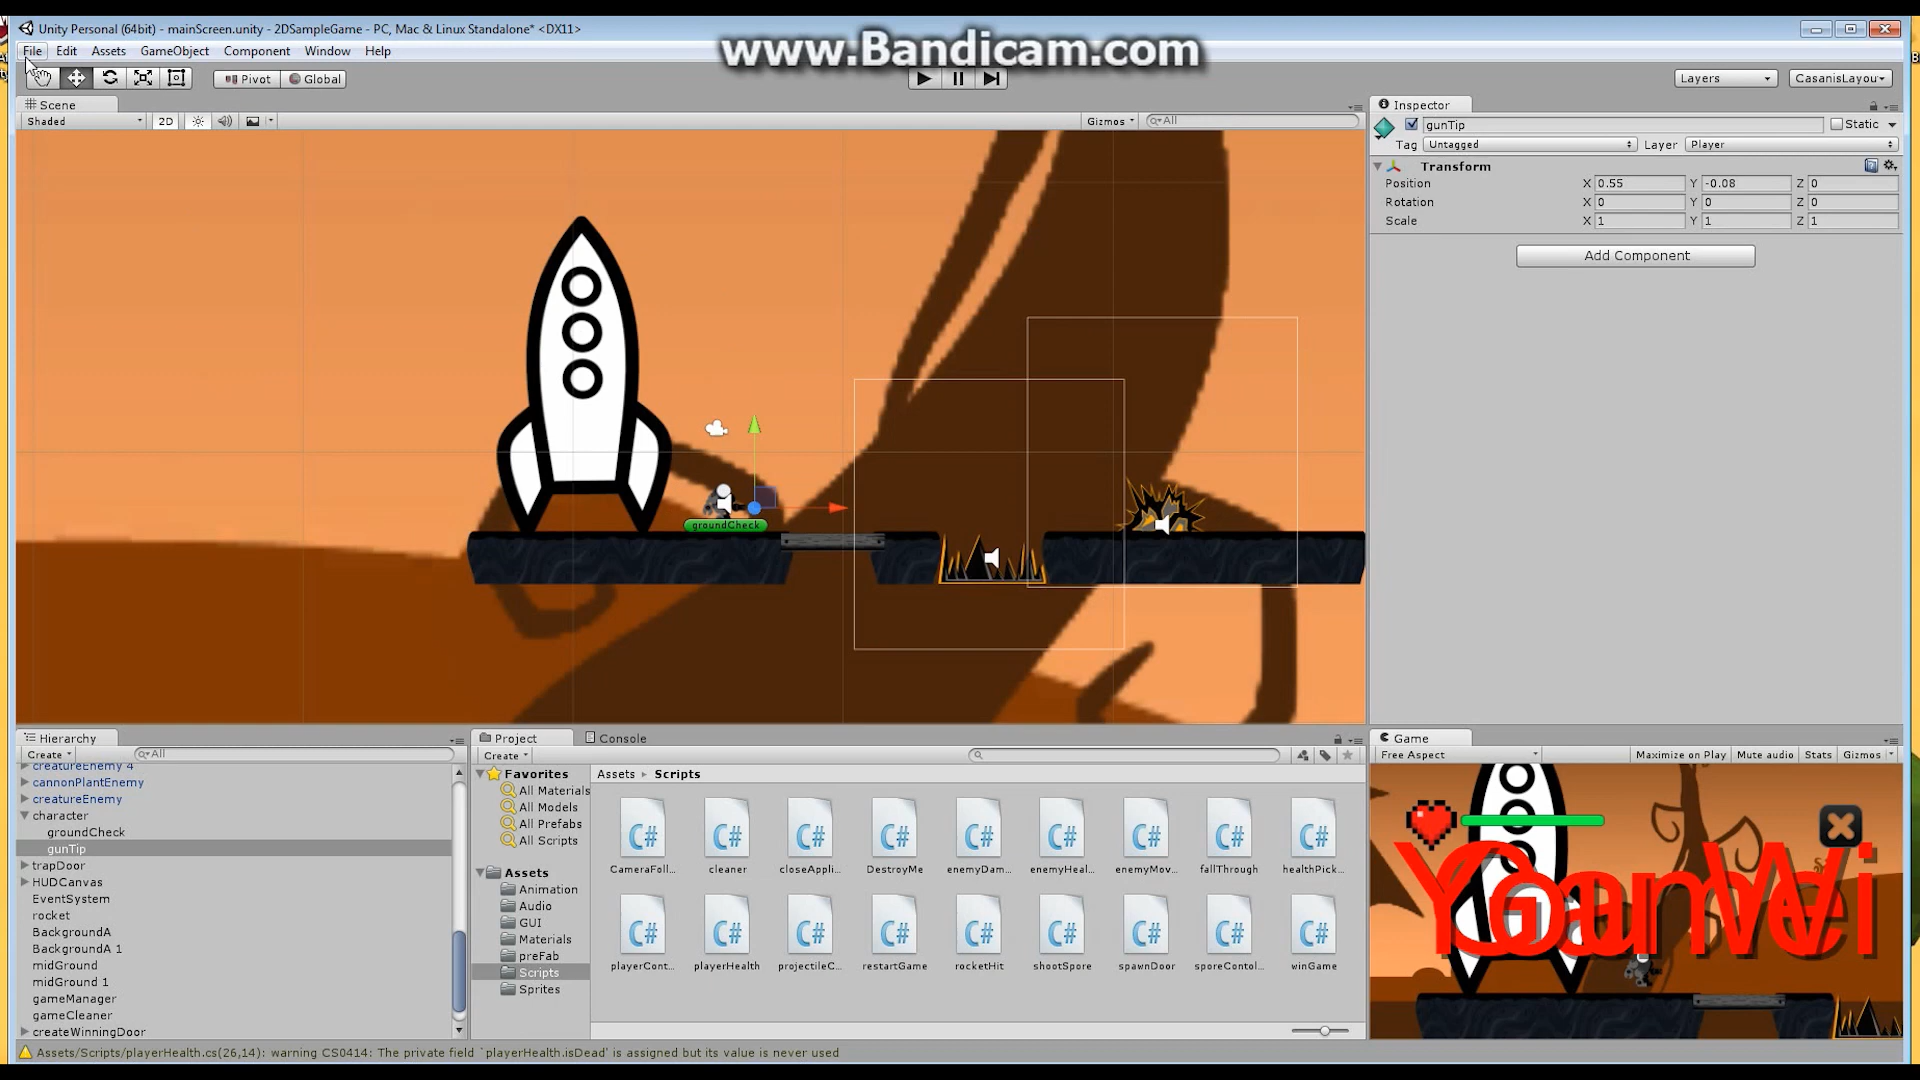 Unity Personal (64bit) - mainScreen.unity - 2DSampleGame - PC, Mac & Linux Standalone* <DX11>
www.Bandicam.com
File Edit Assets GameObject Component Window Help
Pivot Global Layers CasanisLayou
Scene
Shaded 2D Gizmos All
groundCheck
Inspector
gunTip Static
Tag Untagged Layer Player
Transform
Position X 0.55 Y -0.08 Z 0
Rotation X 0 Y 0 Z 0
Scale X 1 Y 1 Z 1
Add Component
Hierarchy
Create All
creatureEnemy 4
cannonPlantEnemy
creatureEnemy
character
groundCheck
gunTip
trapDoor
HUDCanvas
EventSystem
rocket
BackgroundA
BackgroundA 1
midGround
midGround 1
gameManager
gameCleaner
createWinningDoor
Project Console
Create
Favorites
All Materials
All Models
All Prefabs
All Scripts
Assets
Animation
Audio
GUI
Materials
preFab
Scripts
Sprites
Assets Scripts
C# C# C# C# C# C# C# C# C#
CameraFoll... cleaner closeAppli... DestroyMe enemyDam... enemyHeal... enemyMov... fallThrough healthPick...
C# C# C# C# C# C# C# C# C#
playerCont... playerHealth projectileC... restartGame rocketHit shootSpore spawnDoor sporeContol... winGame
Game
Free Aspect Maximize on Play Mute audio Stats Gizmos
Assets/Scripts/playerHealth.cs(26,14): warning CS0414: The private field `playerHealth.isDead' is assigned but its value is never used